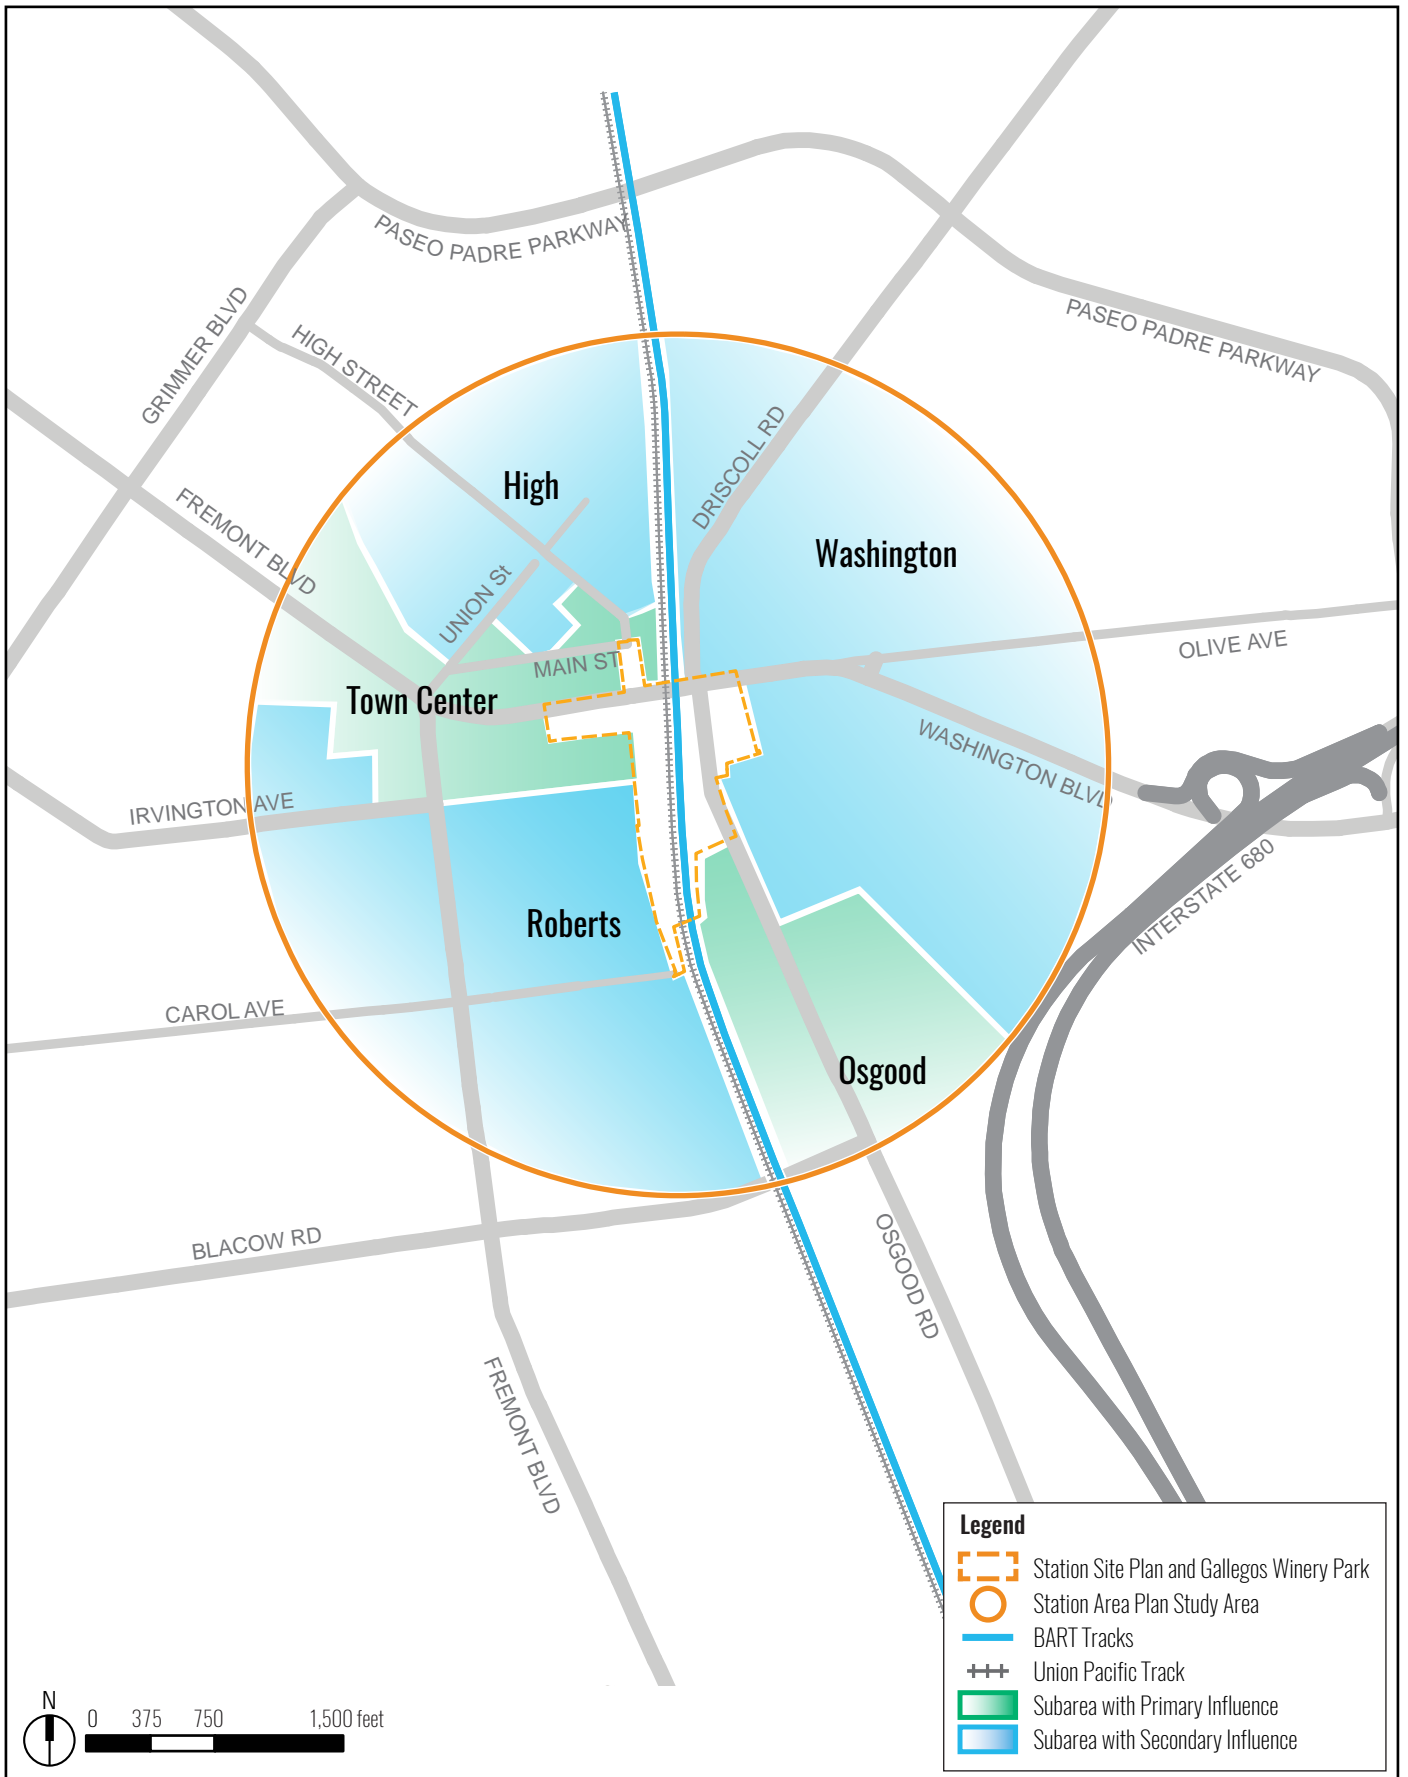 PASEO PADRE PARKWAY
PASEO PADRE PARKWAY
GRIMMER BLVD
HIGH STREET
DRISCOLL RD
High
FREMONT BLVD
Washington
UNION St
MAIN ST
OLIVE AVE
Town Center
WASHINGTON BLVD
IRVINGTON AVE
INTERSTATE 680
Roberts
CAROL AVE
Osgood
BLACOW RD
OSGOOD RD
FREMONT BLVD
Legend
Station Site Plan and Gallegos Winery Park
Station Area Plan Study Area
BART Tracks
Union Pacific Track
Subarea with Primary Influence
Subarea with Secondary Influence
N
0 375 750 1,500 feet